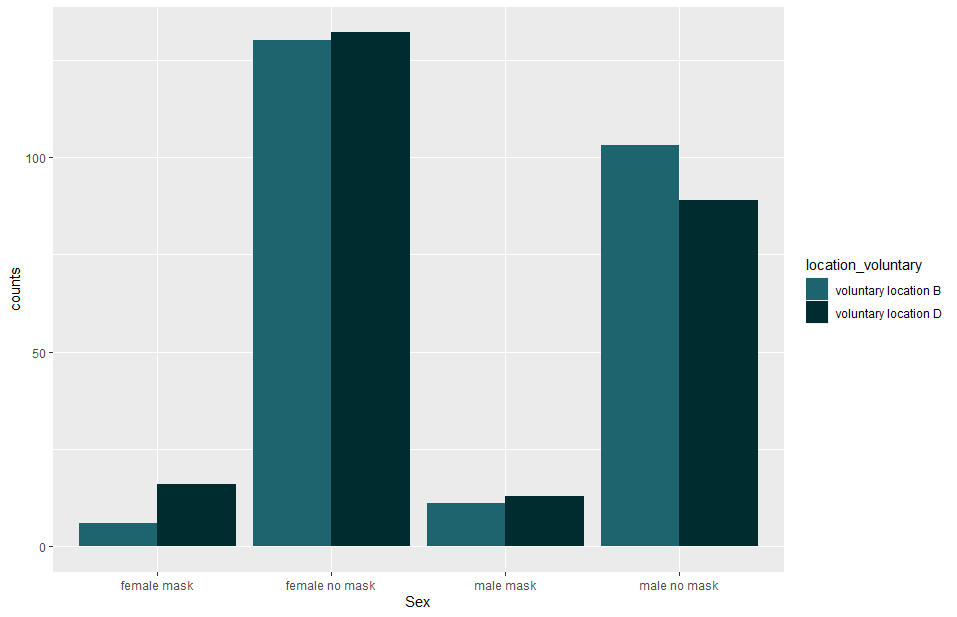 counts
100
50
0
female mask
female no mask
male mask
male no mask
Sex
location_voluntary
voluntary location B
voluntary location D